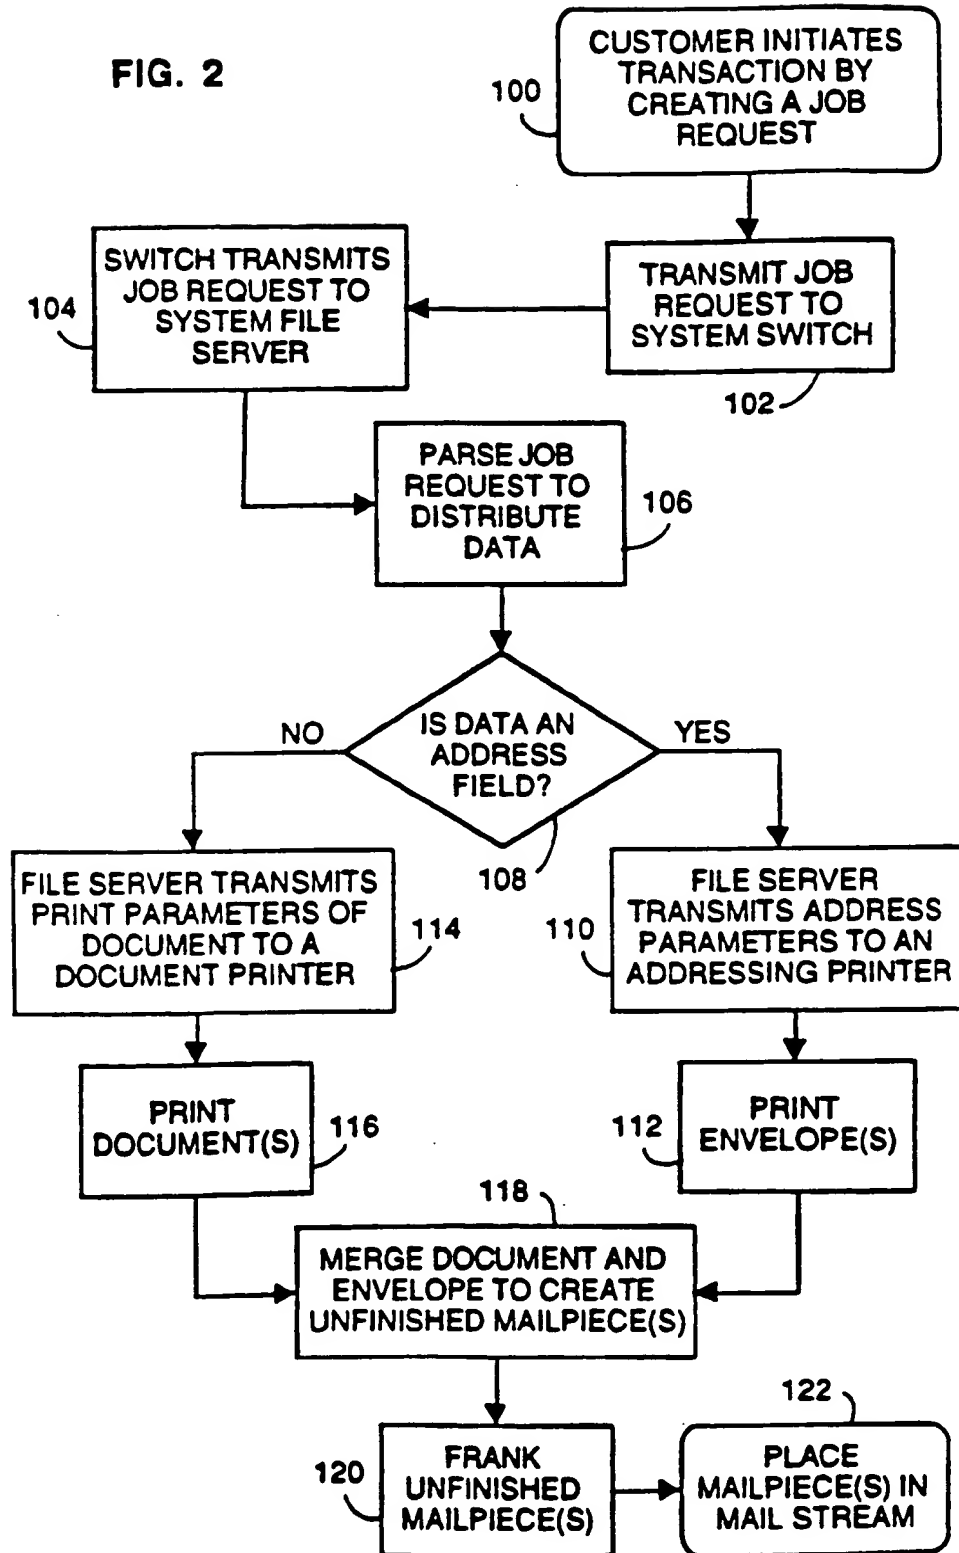 FIG. 2
CUSTOMER INITIATES
TRANSACTION BY
CREATING A JOB
REQUEST
100
SWITCH TRANSMITS
JOB REQUEST TO
SYSTEM FILE
SERVER
104
TRANSMIT JOB
REQUEST TO
SYSTEM SWITCH
102
PARSE JOB
REQUEST TO
DISTRIBUTE
DATA
106
NO
IS DATA AN
ADDRESS
FIELD?
YES
108
FILE SERVER TRANSMITS
PRINT PARAMETERS OF
DOCUMENT TO A
DOCUMENT PRINTER
114
110
FILE SERVER
TRANSMITS ADDRESS
PARAMETERS TO AN
ADDRESSING PRINTER
PRINT
DOCUMENT(S)
116
112
PRINT
ENVELOPE(S)
118
MERGE DOCUMENT AND
ENVELOPE TO CREATE
UNFINISHED MAILPIECE(S)
120
FRANK
UNFINISHED
MAILPIECE(S)
122
PLACE
MAILPIECE(S) IN
MAIL STREAM